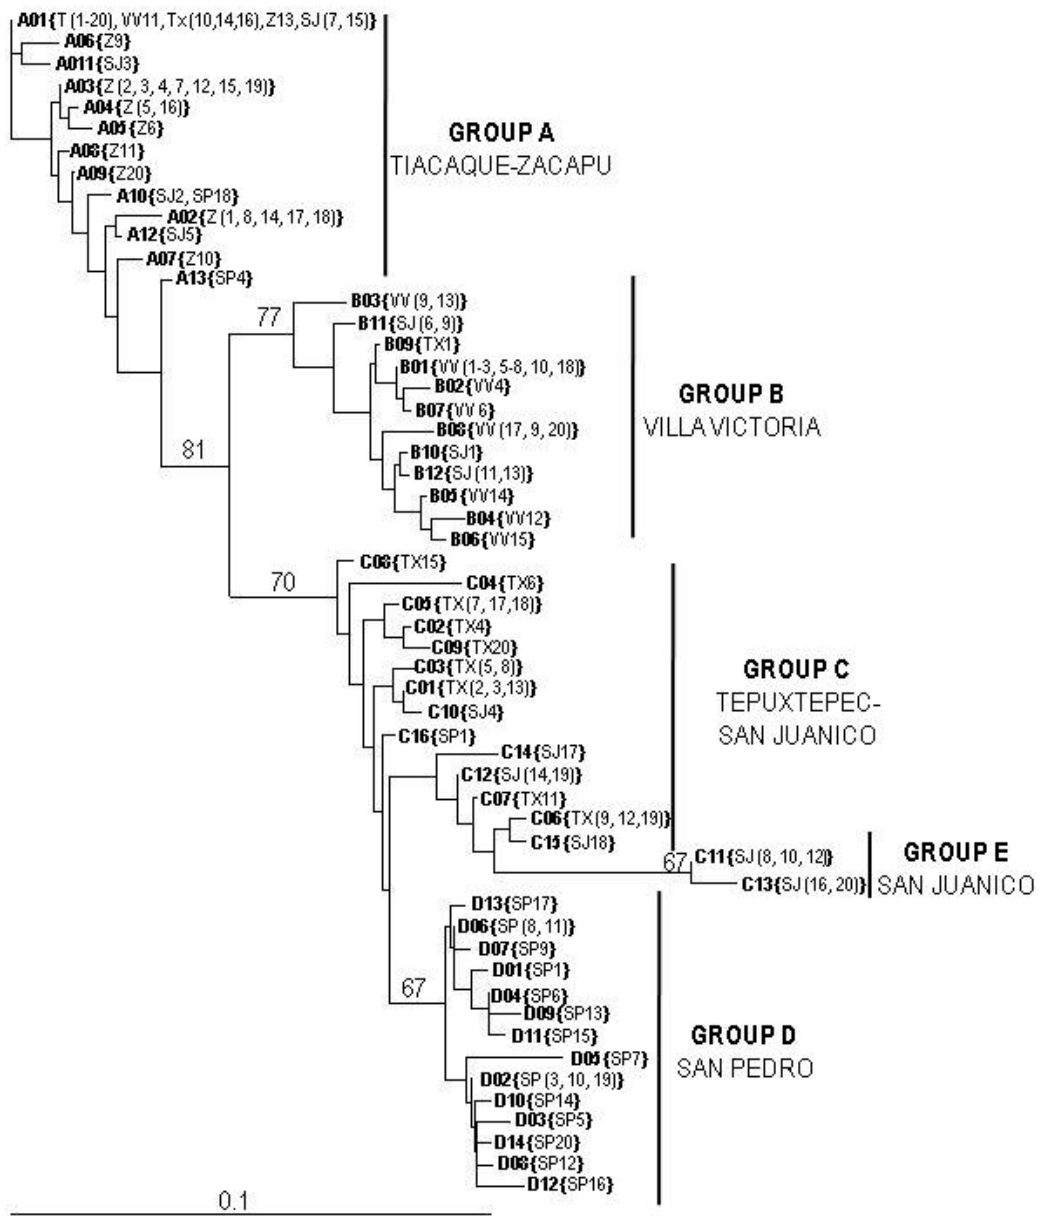 A01{T (1-20), VV11, Tx (10,14,16), Z13, SJ (7, 15)}
A06{Z9}
A011{SJ3}
A03{Z (2, 3, 4, 7, 12, 15, 19)}
A04{Z (5, 16)}
A05{Z6}
A08{Z11}
A09{Z20}
A10{SJ2, SP18}
A02{Z (1, 8, 14, 17, 18)}
A12{SJ5}
A07{Z10}
A13{SP4}
GROUP A
TIACAQUE-ZACAPU
77
B03{VV (9, 13)}
B11{SJ (6, 9)}
B09{TX1}
B01{VV (1-3, 5-8, 10, 18)}
B02{VV4}
B07{VV 6}
B08{VV (17, 9, 20)}
B10{SJ1}
B12{SJ (11,13)}
B05{VV14}
B04{VV12}
B06{VV15}
GROUP B
VILLA VICTORIA
81
70
C08{TX15}
C04{TX6}
C05{TX (7, 17,18)}
C02{TX4}
C09{TX20}
C03{TX (5, 8)}
C01{TX (2, 3,13)}
C10{SJ4}
C16{SP1}
C14{SJ17}
C12{SJ (14,19)}
C07{TX11}
C06{TX (9, 12,19)}
C15{SJ18}
GROUP C
TEPUXTEPEC-
SAN JUANICO
67
C11{SJ (8, 10, 12)}
C13{SJ (16, 20)}
GROUP E
SAN JUANICO
67
D13{SP17}
D06{SP (8, 11)}
D07{SP9}
D01{SP1}
D04{SP6}
D09{SP13}
D11{SP15}
D05{SP7}
D02{SP (3, 10, 19)}
D10{SP14}
D03{SP5}
D14{SP20}
D08{SP12}
D12{SP16}
GROUP D
SAN PEDRO
0.1